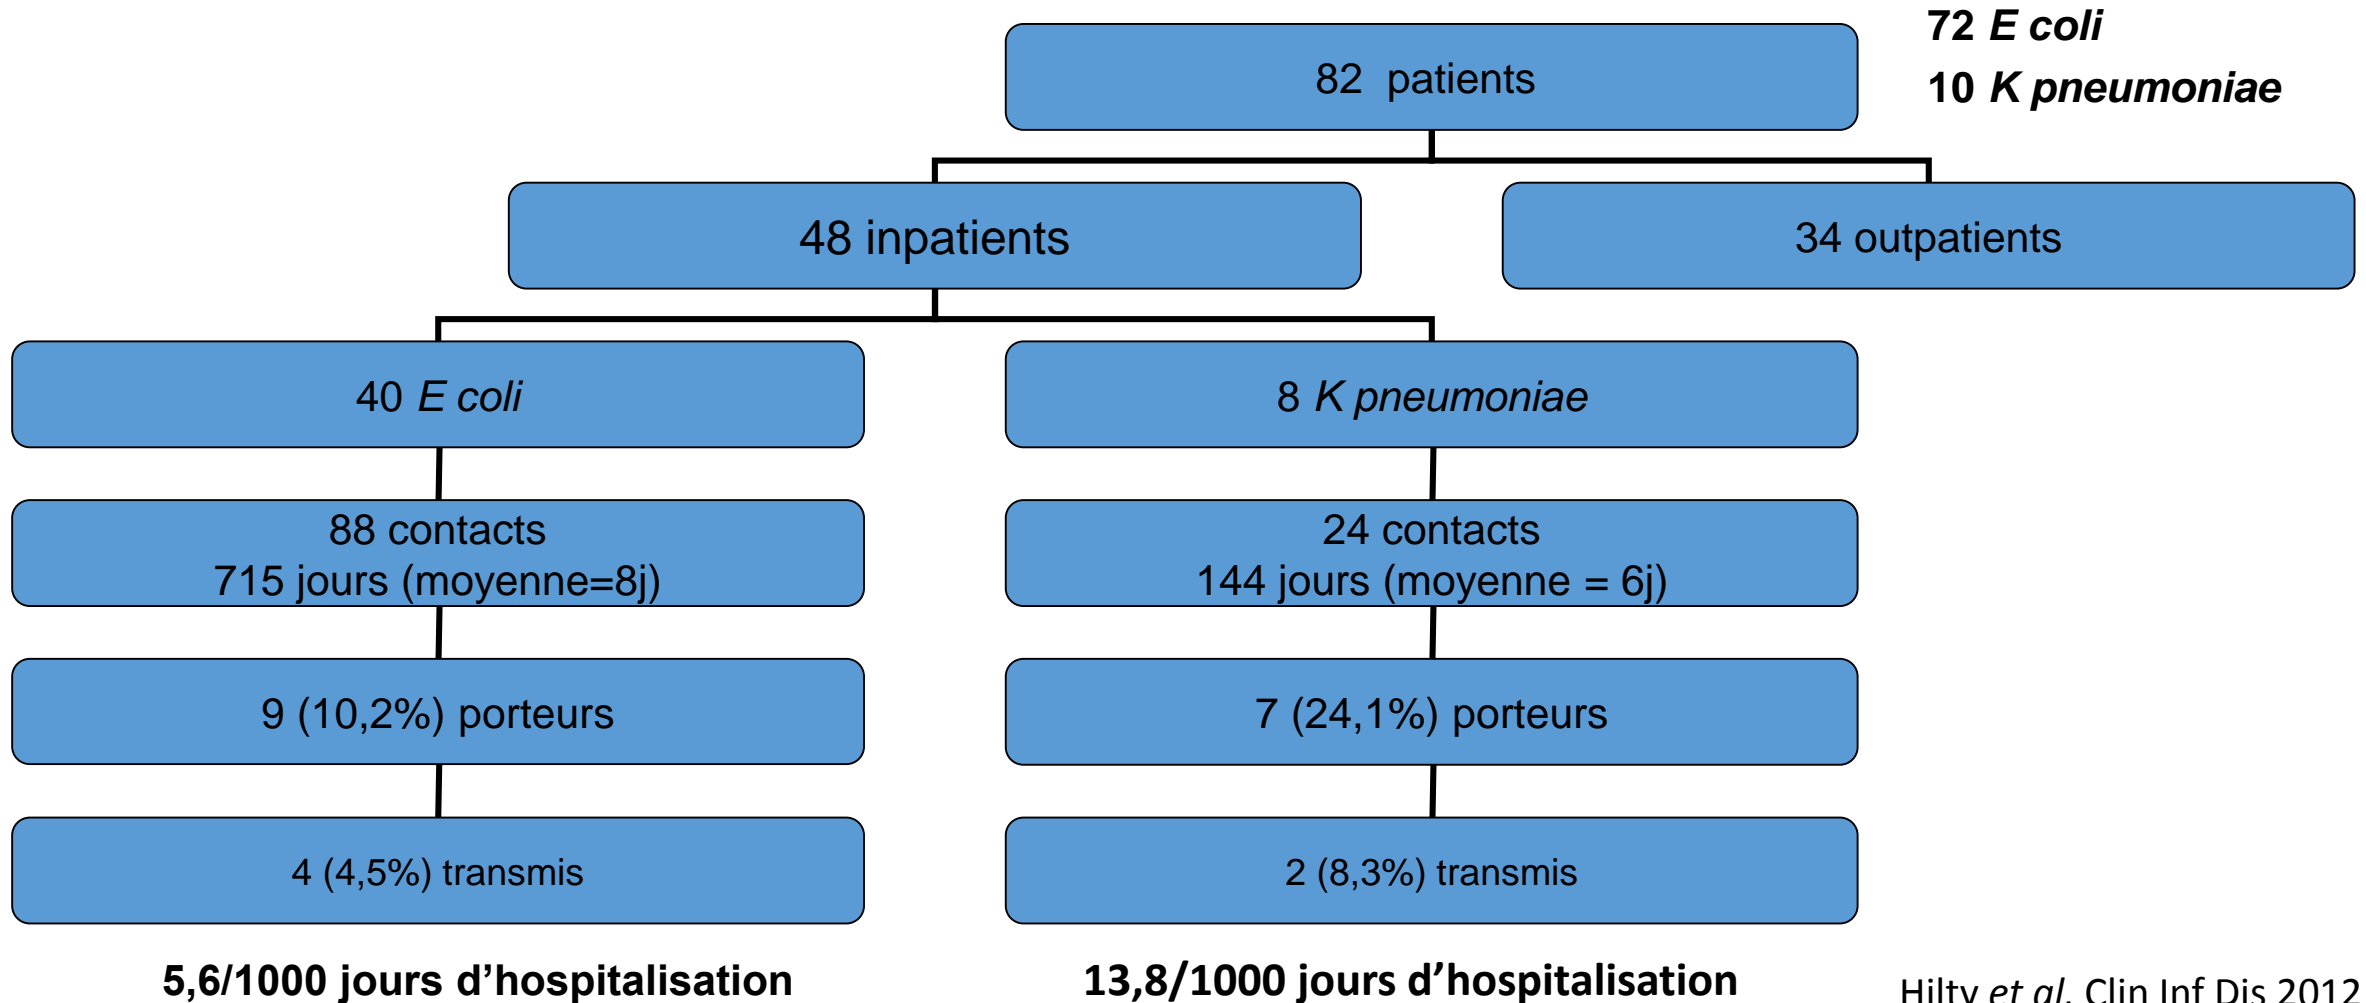 72 E coli
10 K pneumoniae
82 patients
48 inpatients
34 outpatients
40 E coli
8 K pneumoniae
88 contacts
715 jours (moyenne=8j)
24 contacts
144 jours (moyenne = 6j)
9 (10,2%) porteurs
7 (24,1%) porteurs
4 (4,5%) transmis
2 (8,3%) transmis
5,6/1000 jours d’hospitalisation
13,8/1000 jours d’hospitalisation
Hilty et al. Clin Inf Dis 2012